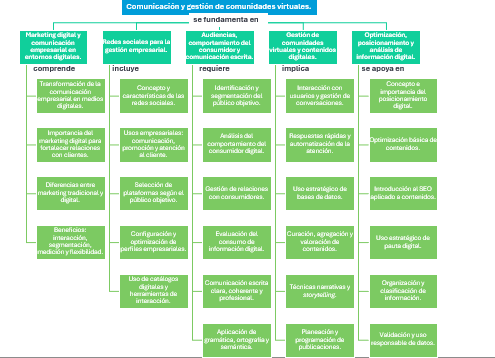 Comunicación y gestión de comunidades virtuales.
se fundamenta en
Marketing digital y
comunicación
empresarial en
entornos digitales.
comprende
Transformación de la
comunicación
empresarial en medios
digitales.
Importancia del
marketing digital para
fortalecer relaciones
con clientes.
Diferencias entre
marketing tradicional y
digital.
Beneficios:
interacción,
segmentación,
medición y flexibilidad.
Redes sociales para la
gestión empresarial.
incluye
Concepto y
características de las
redes sociales.
Usos empresariales:
comunicación,
promoción y atención
al cliente.
Selección de
plataformas según el
público objetivo.
Configuración y
optimización de
perfiles empresariales.
Uso de catálogos
digitales y
herramientas de
interacción.
Audiencias,
comportamiento del
consumidor y
comunicación escrita.
requiere
Identificación y
segmentación del
público objetivo.
Análisis del
comportamiento del
consumidor digital.
Gestión de relaciones
con consumidores.
Evaluación del
consumo de
información digital.
Comunicación escrita
clara, coherente y
profesional.
Aplicación de
gramática, ortografía y
semántica.
Gestión de
comunidades
virtuales y contenidos
digitales.
implica
Interacción con
usuarios y gestión de
conversaciones.
Respuestas rápidas y
automatización de la
atención.
Uso estratégico de
bases de datos.
Curación, agregación y
valoración de
contenidos.
Técnicas narrativas y
storytelling.
Planeación y
programación de
publicaciones.
Optimización,
posicionamiento y
análisis de
información digital.
se apoya en
Concepto e
importancia del
posicionamiento
digital.
Optimización básica de
contenidos.
Introducción al SEO
aplicado a contenidos.
Uso estratégico de
pauta digital.
Organización y
clasificación de
información.
Validación y uso
responsable de datos.